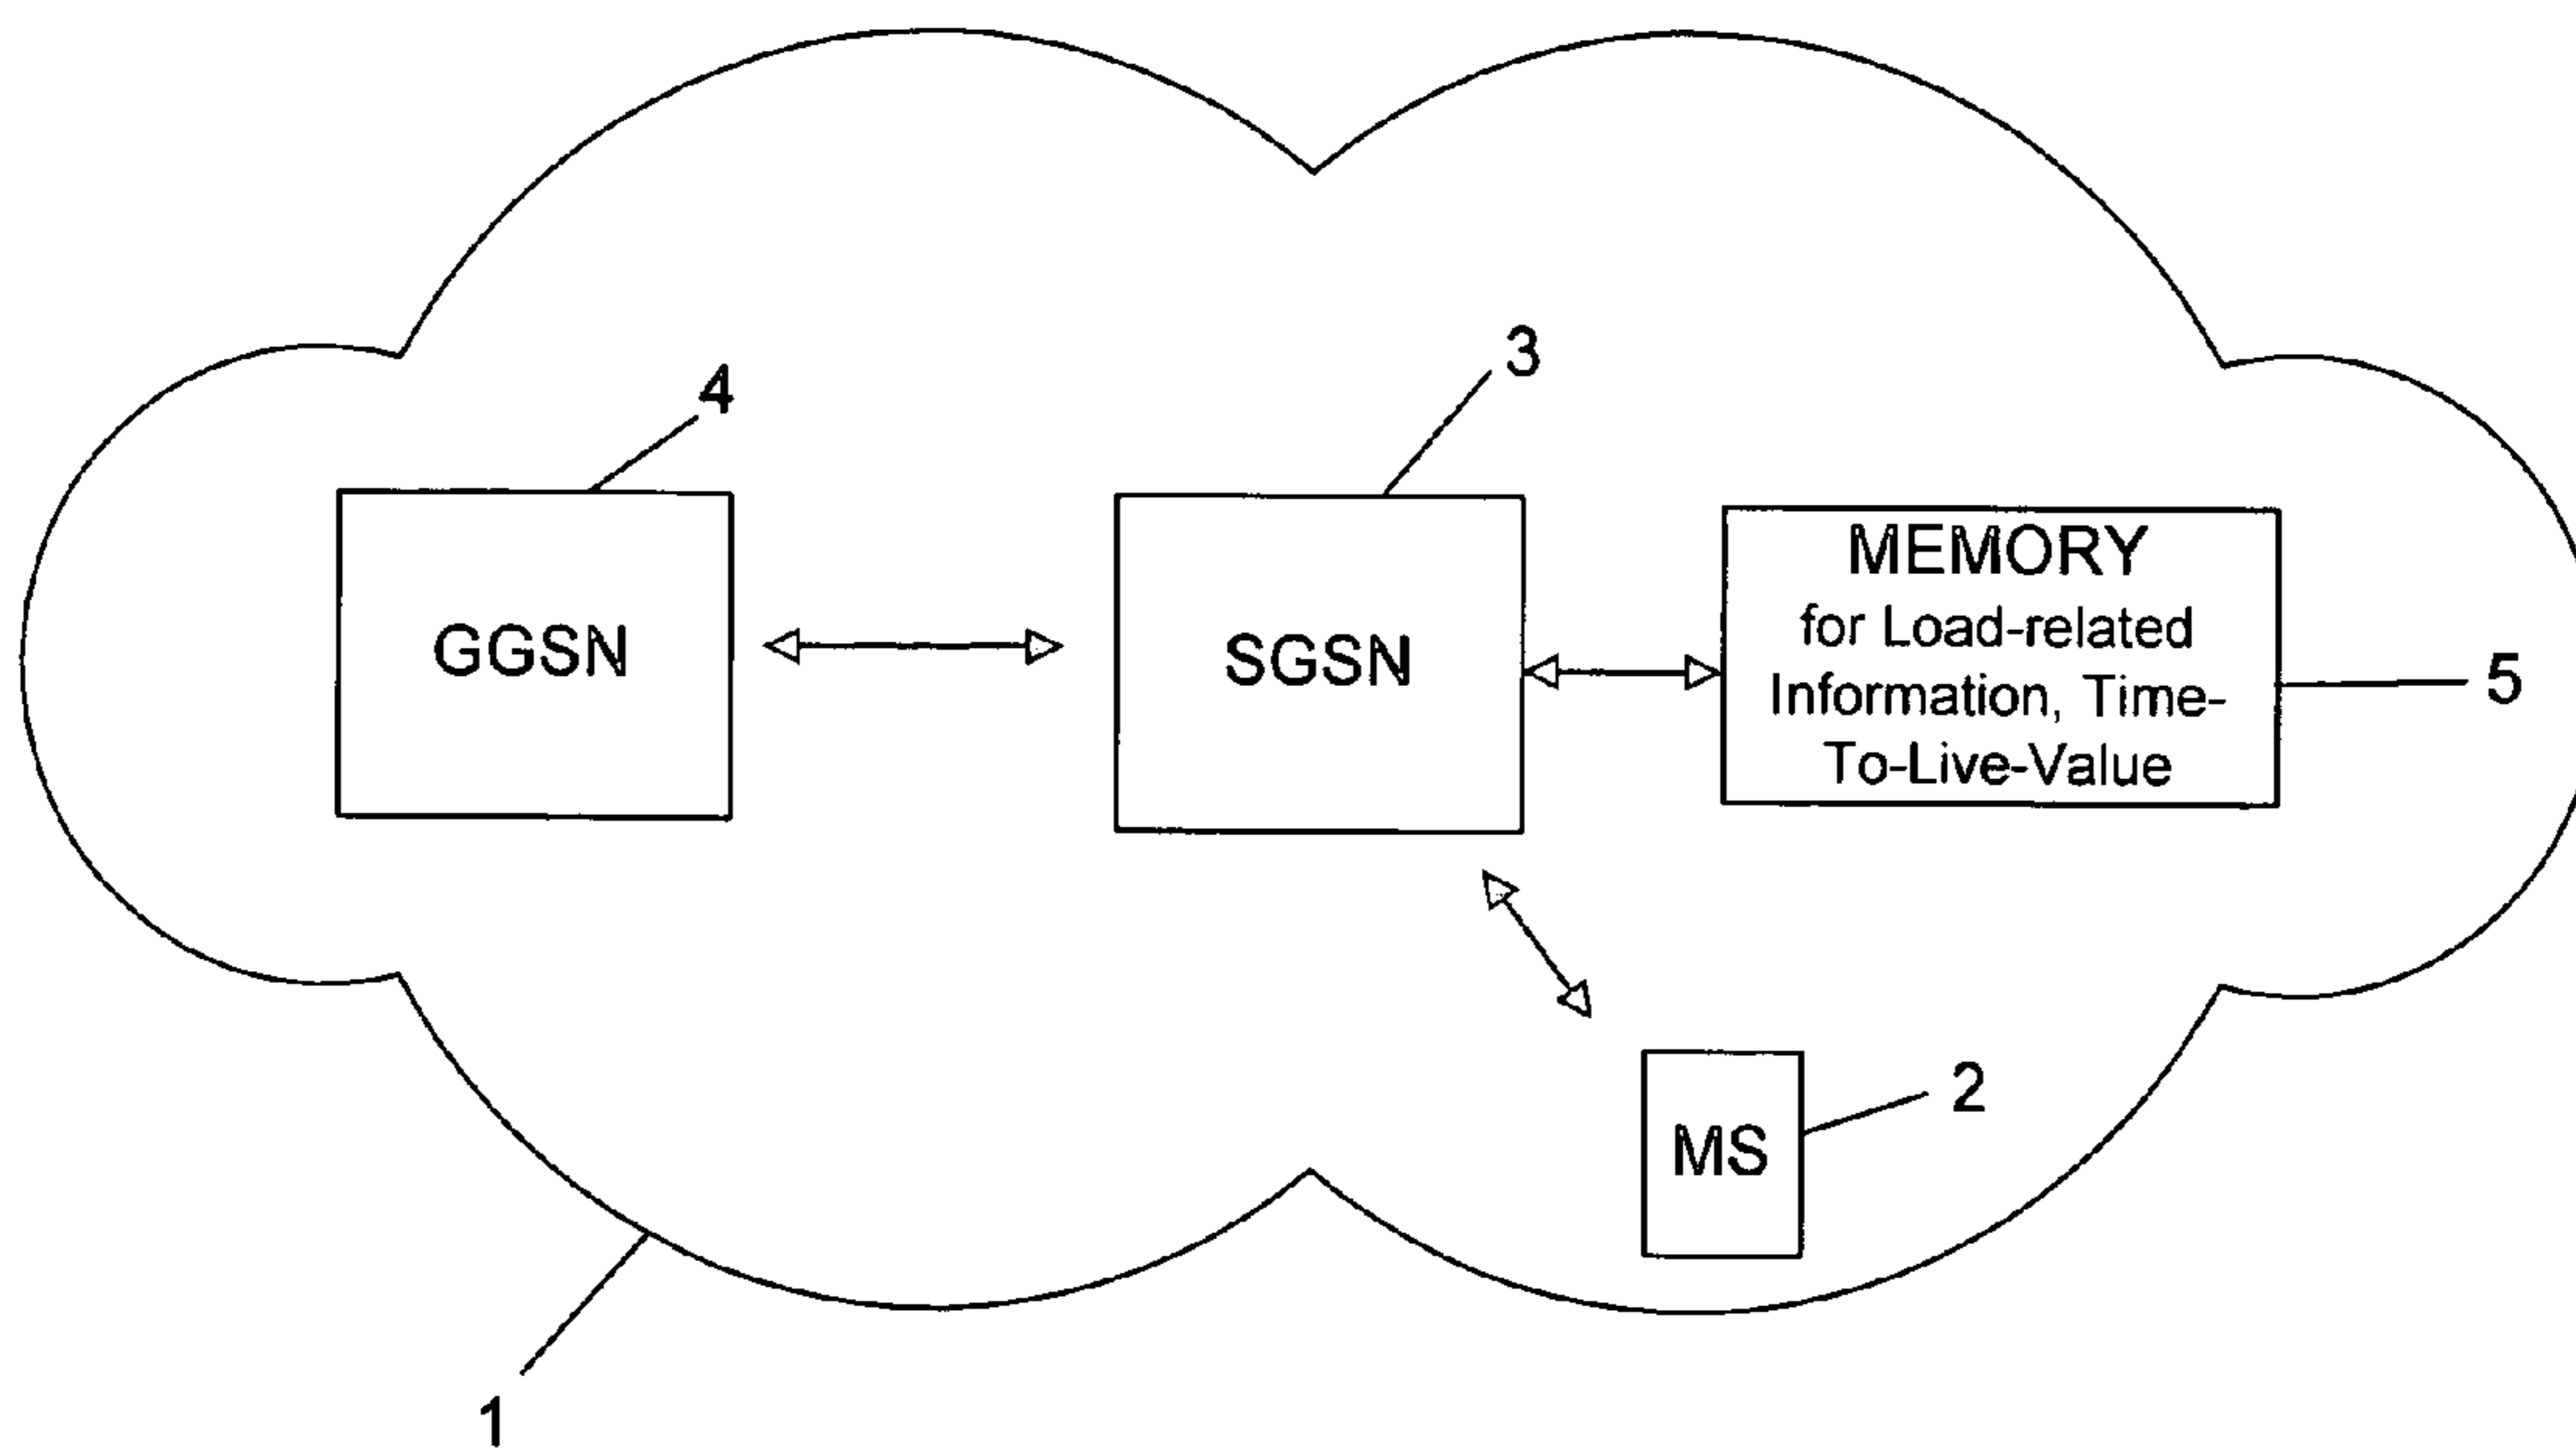 3
4
GGSN
SGSN
MEMORY
for Load-related
Information, Time-
To-Live-Value
5
2
MS
1